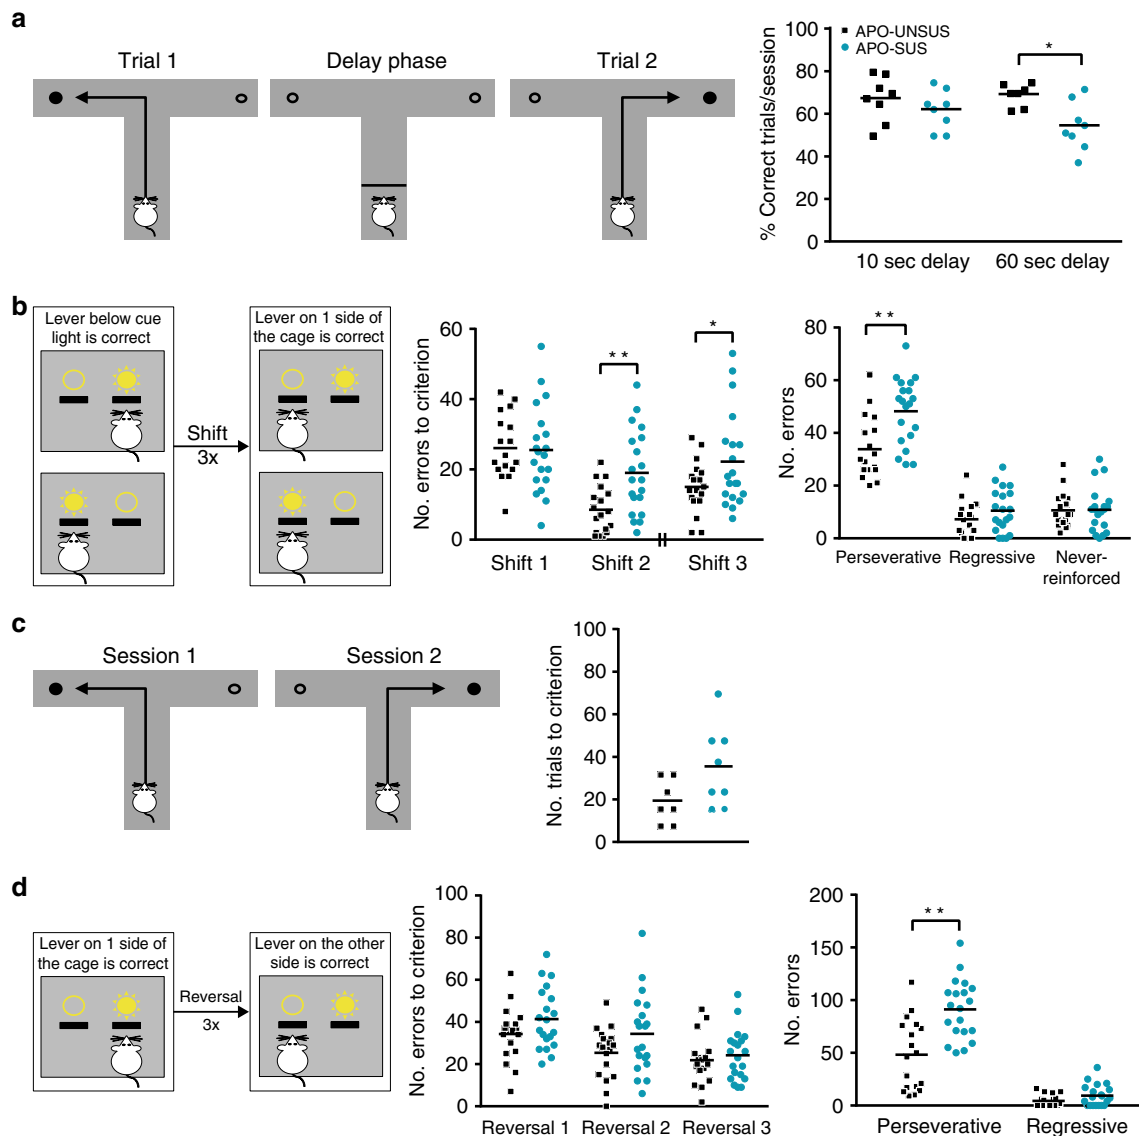 a
Trial 1
Delay phase
Trial 2
% Correct trials/session
100
80
60
40
20
0
APO-UNSUS
APO-SUS
*
10 sec delay
60 sec delay
b
Lever below cue
light is correct
Shift
3x
Lever on 1 side of
the cage is correct
No. errors to criterion
60
40
20
0
* *
*
Shift 1
Shift 2
Shift 3
No. errors
80
60
40
20
0
* *
Perseverative
Regressive
Never-
reinforced
c
Session 1
Session 2
No. trials to criterion
100
80
60
40
20
0
d
Lever on 1 side of
the cage is correct
Reversal
3x
Lever on the other
side is correct
No. errors to criterion
100
80
60
40
20
0
Reversal 1
Reversal 2
Reversal 3
No. errors
200
150
100
50
0
* *
Perseverative
Regressive